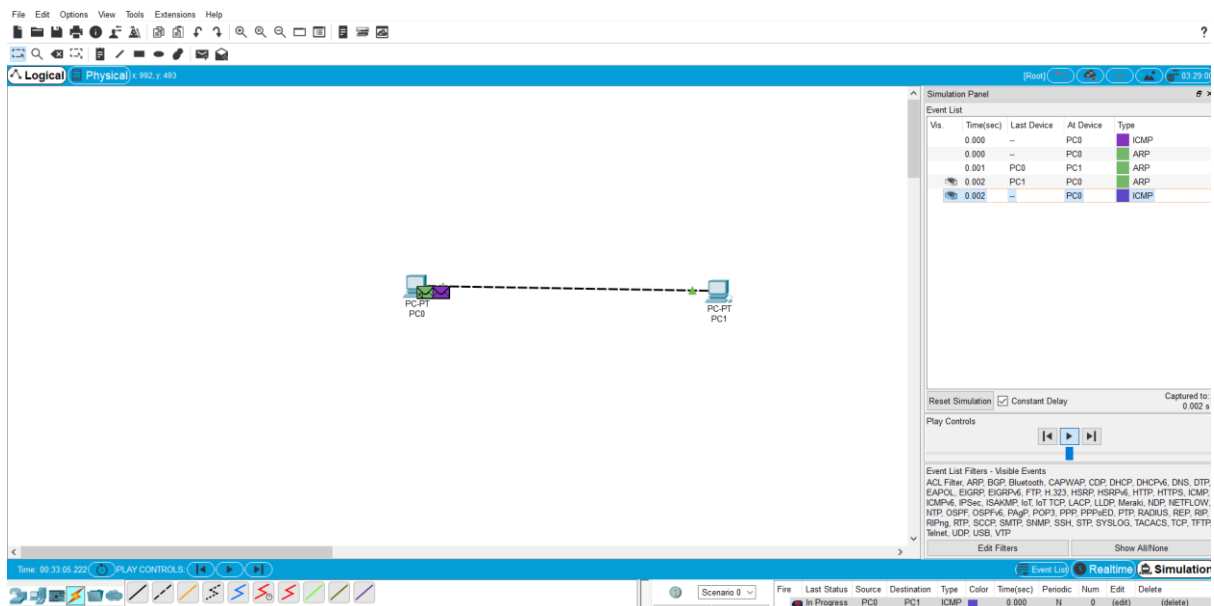 File Edit Options View Tools Extensions Help
?
Logical Physical x: 992, y: 493 [Root] 03:29:00
Simulation Panel
Event List
Vis. Time(sec) Last Device At Device Type
0.000 -- PC0 ICMP
0.000 -- PC0 ARP
0.001 PC0 PC1 ARP
0.002 PC1 PC0 ARP
0.002 -- PC0 ICMP
PC-PT
PC0
PC-PT
PC1
Reset Simulation Constant Delay Captured to:
0.002 s
Play Controls
Event List Filters - Visible Events
ACL Filter, ARP, BGP, Bluetooth, CAPWAP, CDP, DHCP, DHCPv6, DNS, DTP,
EAPOL, EIGRP, EIGRPv6, FTP, H.323, HSRP, HSRPv6, HTTP, HTTPS, ICMP,
ICMPv6, IPSec, ISAKMP, IoT, IoT TCP, LACP, LLDP, Meraki, NDP, NETFLOW,
NTP, OSPF, OSPFv6, PAgP, POP3, PPP, PPPoED, PTP, RADIUS, REP, RIP,
RIPng, RTP, SCCP, SMTP, SNMP, SSH, STP, SYSLOG, TACACS, TCP, TFTP,
Telnet, UDP, USB, VTP
Edit Filters Show All/None
Time: 00:33:05.222 PLAY CONTROLS: Event List Realtime Simulation
Scenario 0 Fire Last Status Source Destination Type Color Time(sec) Periodic Num Edit Delete
In Progress PC0 PC1 ICMP 0.000 N 0 (edit) (delete)